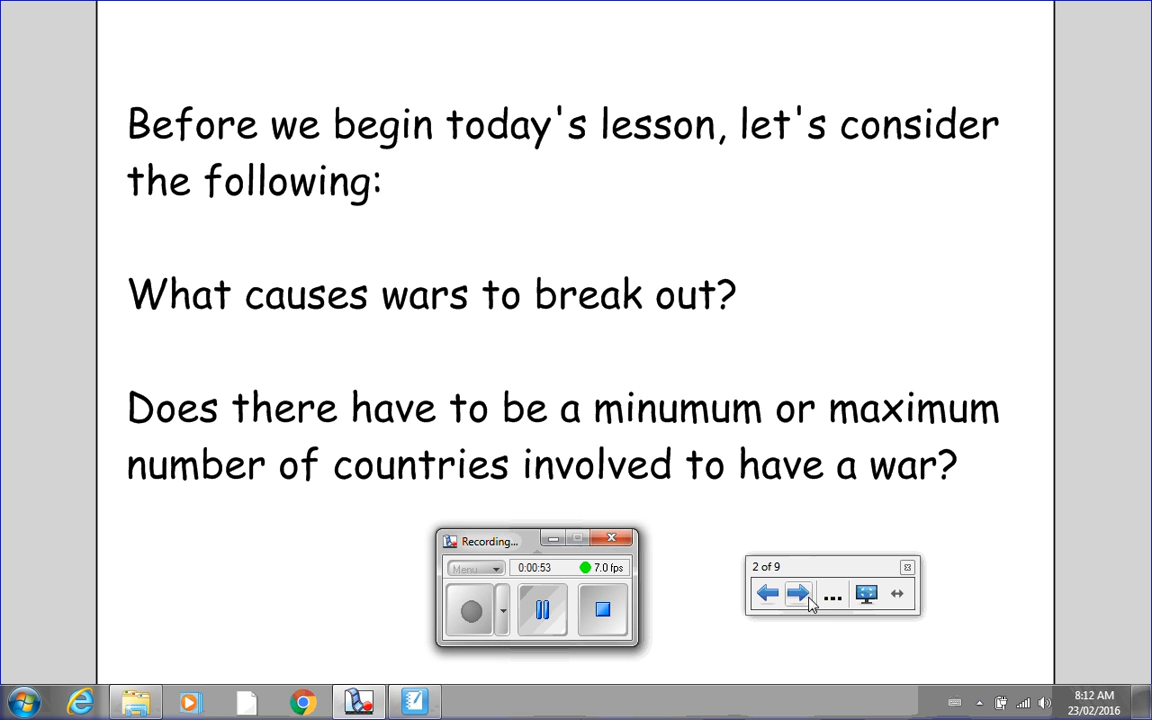 Before we begin today's lesson, let's consider
the following:
What causes wars to break out?
Does there have to be a minumum or maximum
number of countries involved to have a war?
Recording...
Menu
0:00:53
7.0 fps
2 of 9
...
8:12 AM
23/02/2016